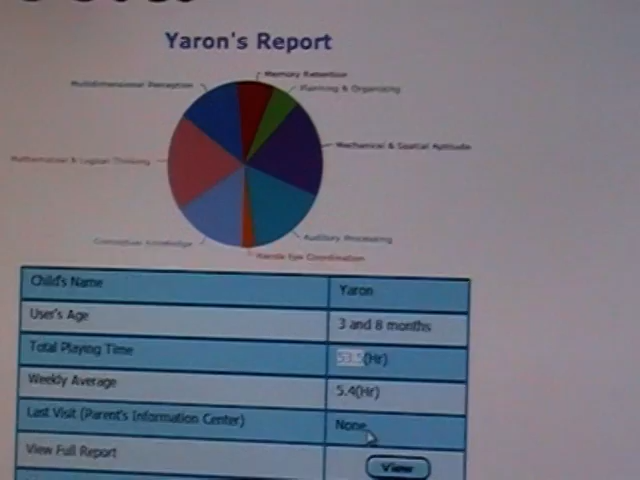 Yaron's Report
Memory Retention
Multidimensional Perception
Planning & Organizing
Mechanical & Spatial Aptitude
Mathematical & Logical Thinking
Auditory Processing
Knowledge
Hands Eye Coordination
Child's Name Yaron
User's Age 3 and 8 months
Total Playing Time (Hr)
Weekly Average 5.4(Hr)
Last Visit (Parent's Information Center) None
View Full Report View